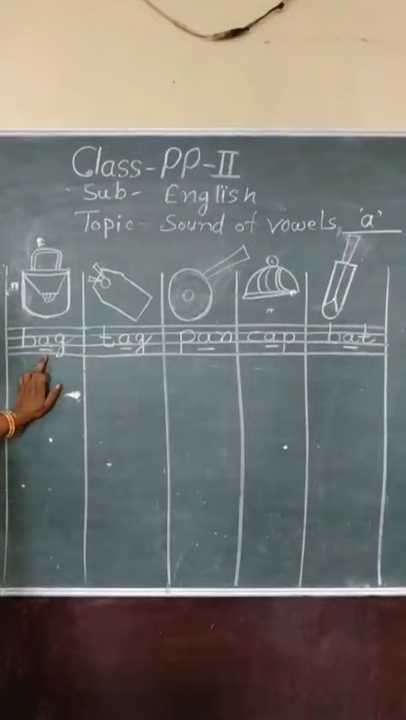 Class-PP-II
Sub- English
Topic- Sound of vowels, 'a'
bag tag pan cap bat